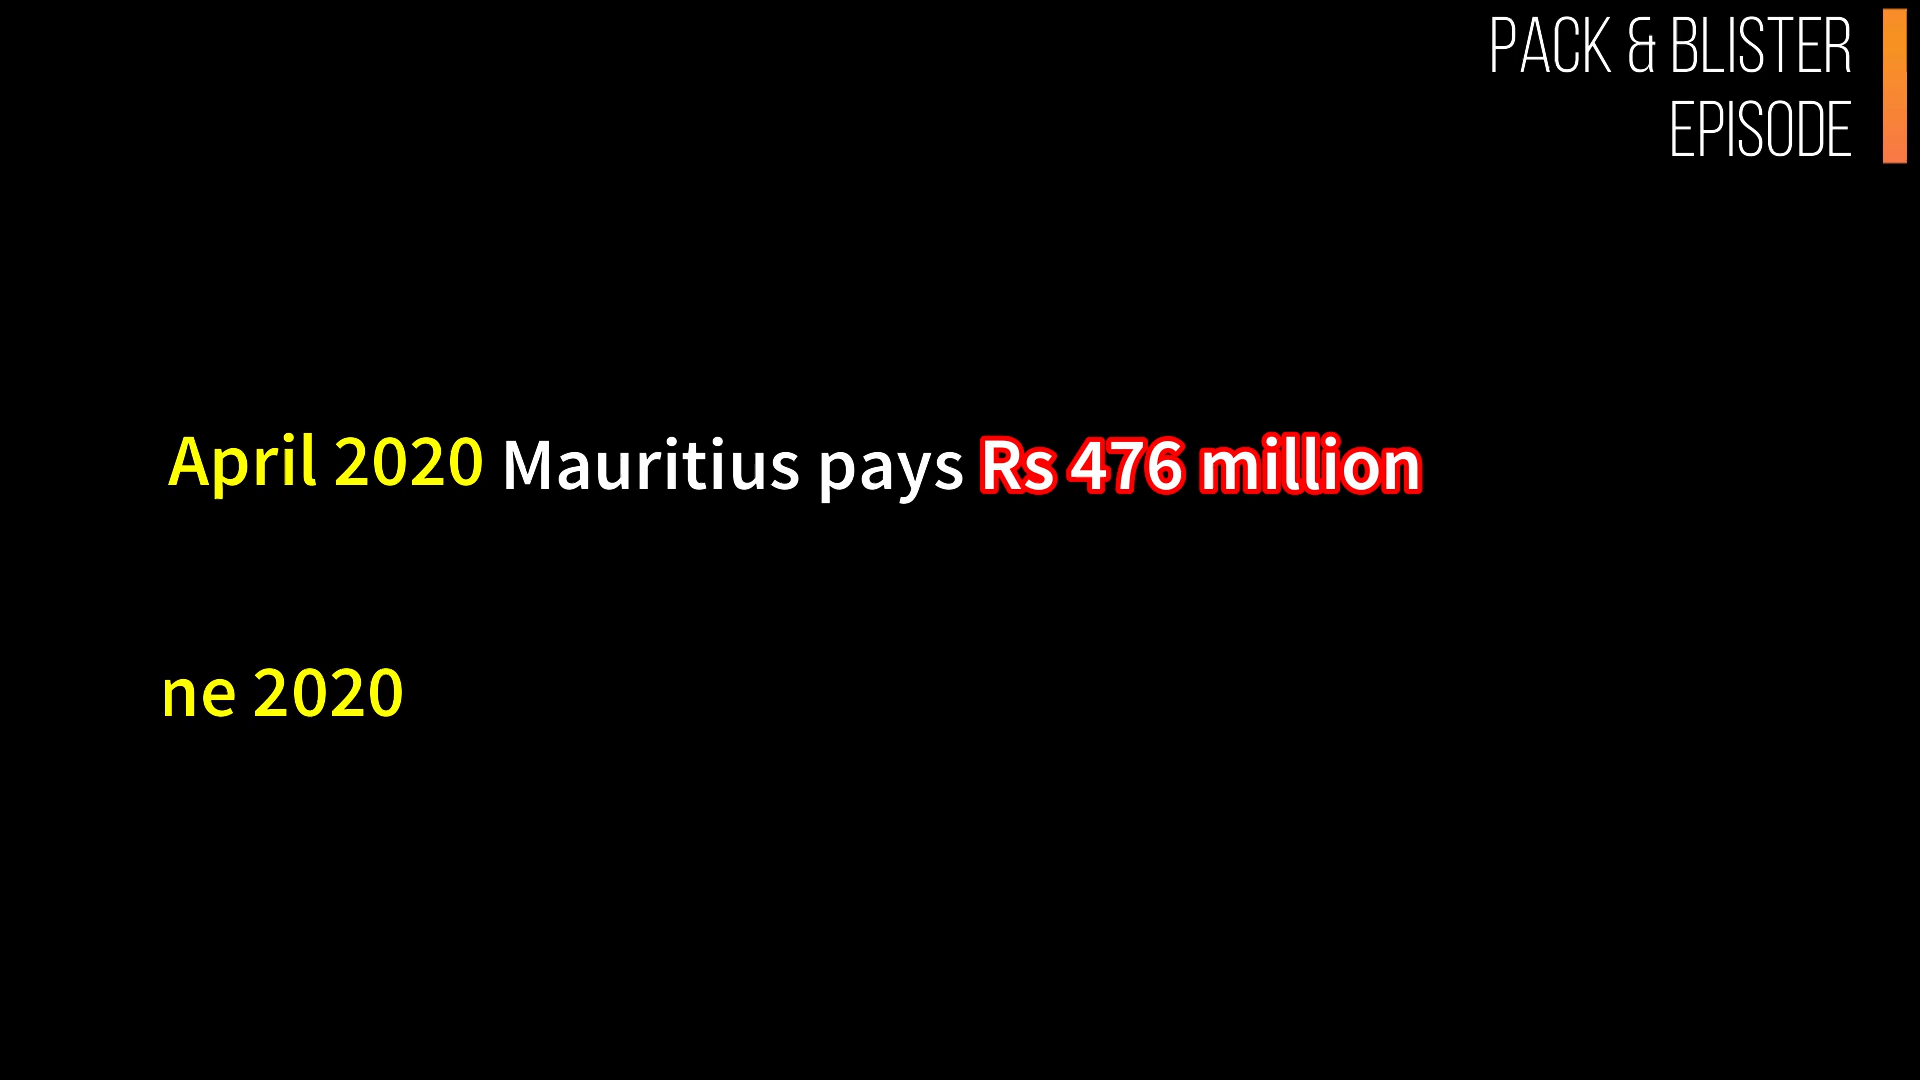 PACK & BLISTER
EPISODE
April 2020 Mauritius pays Rs 476 million
ne 2020